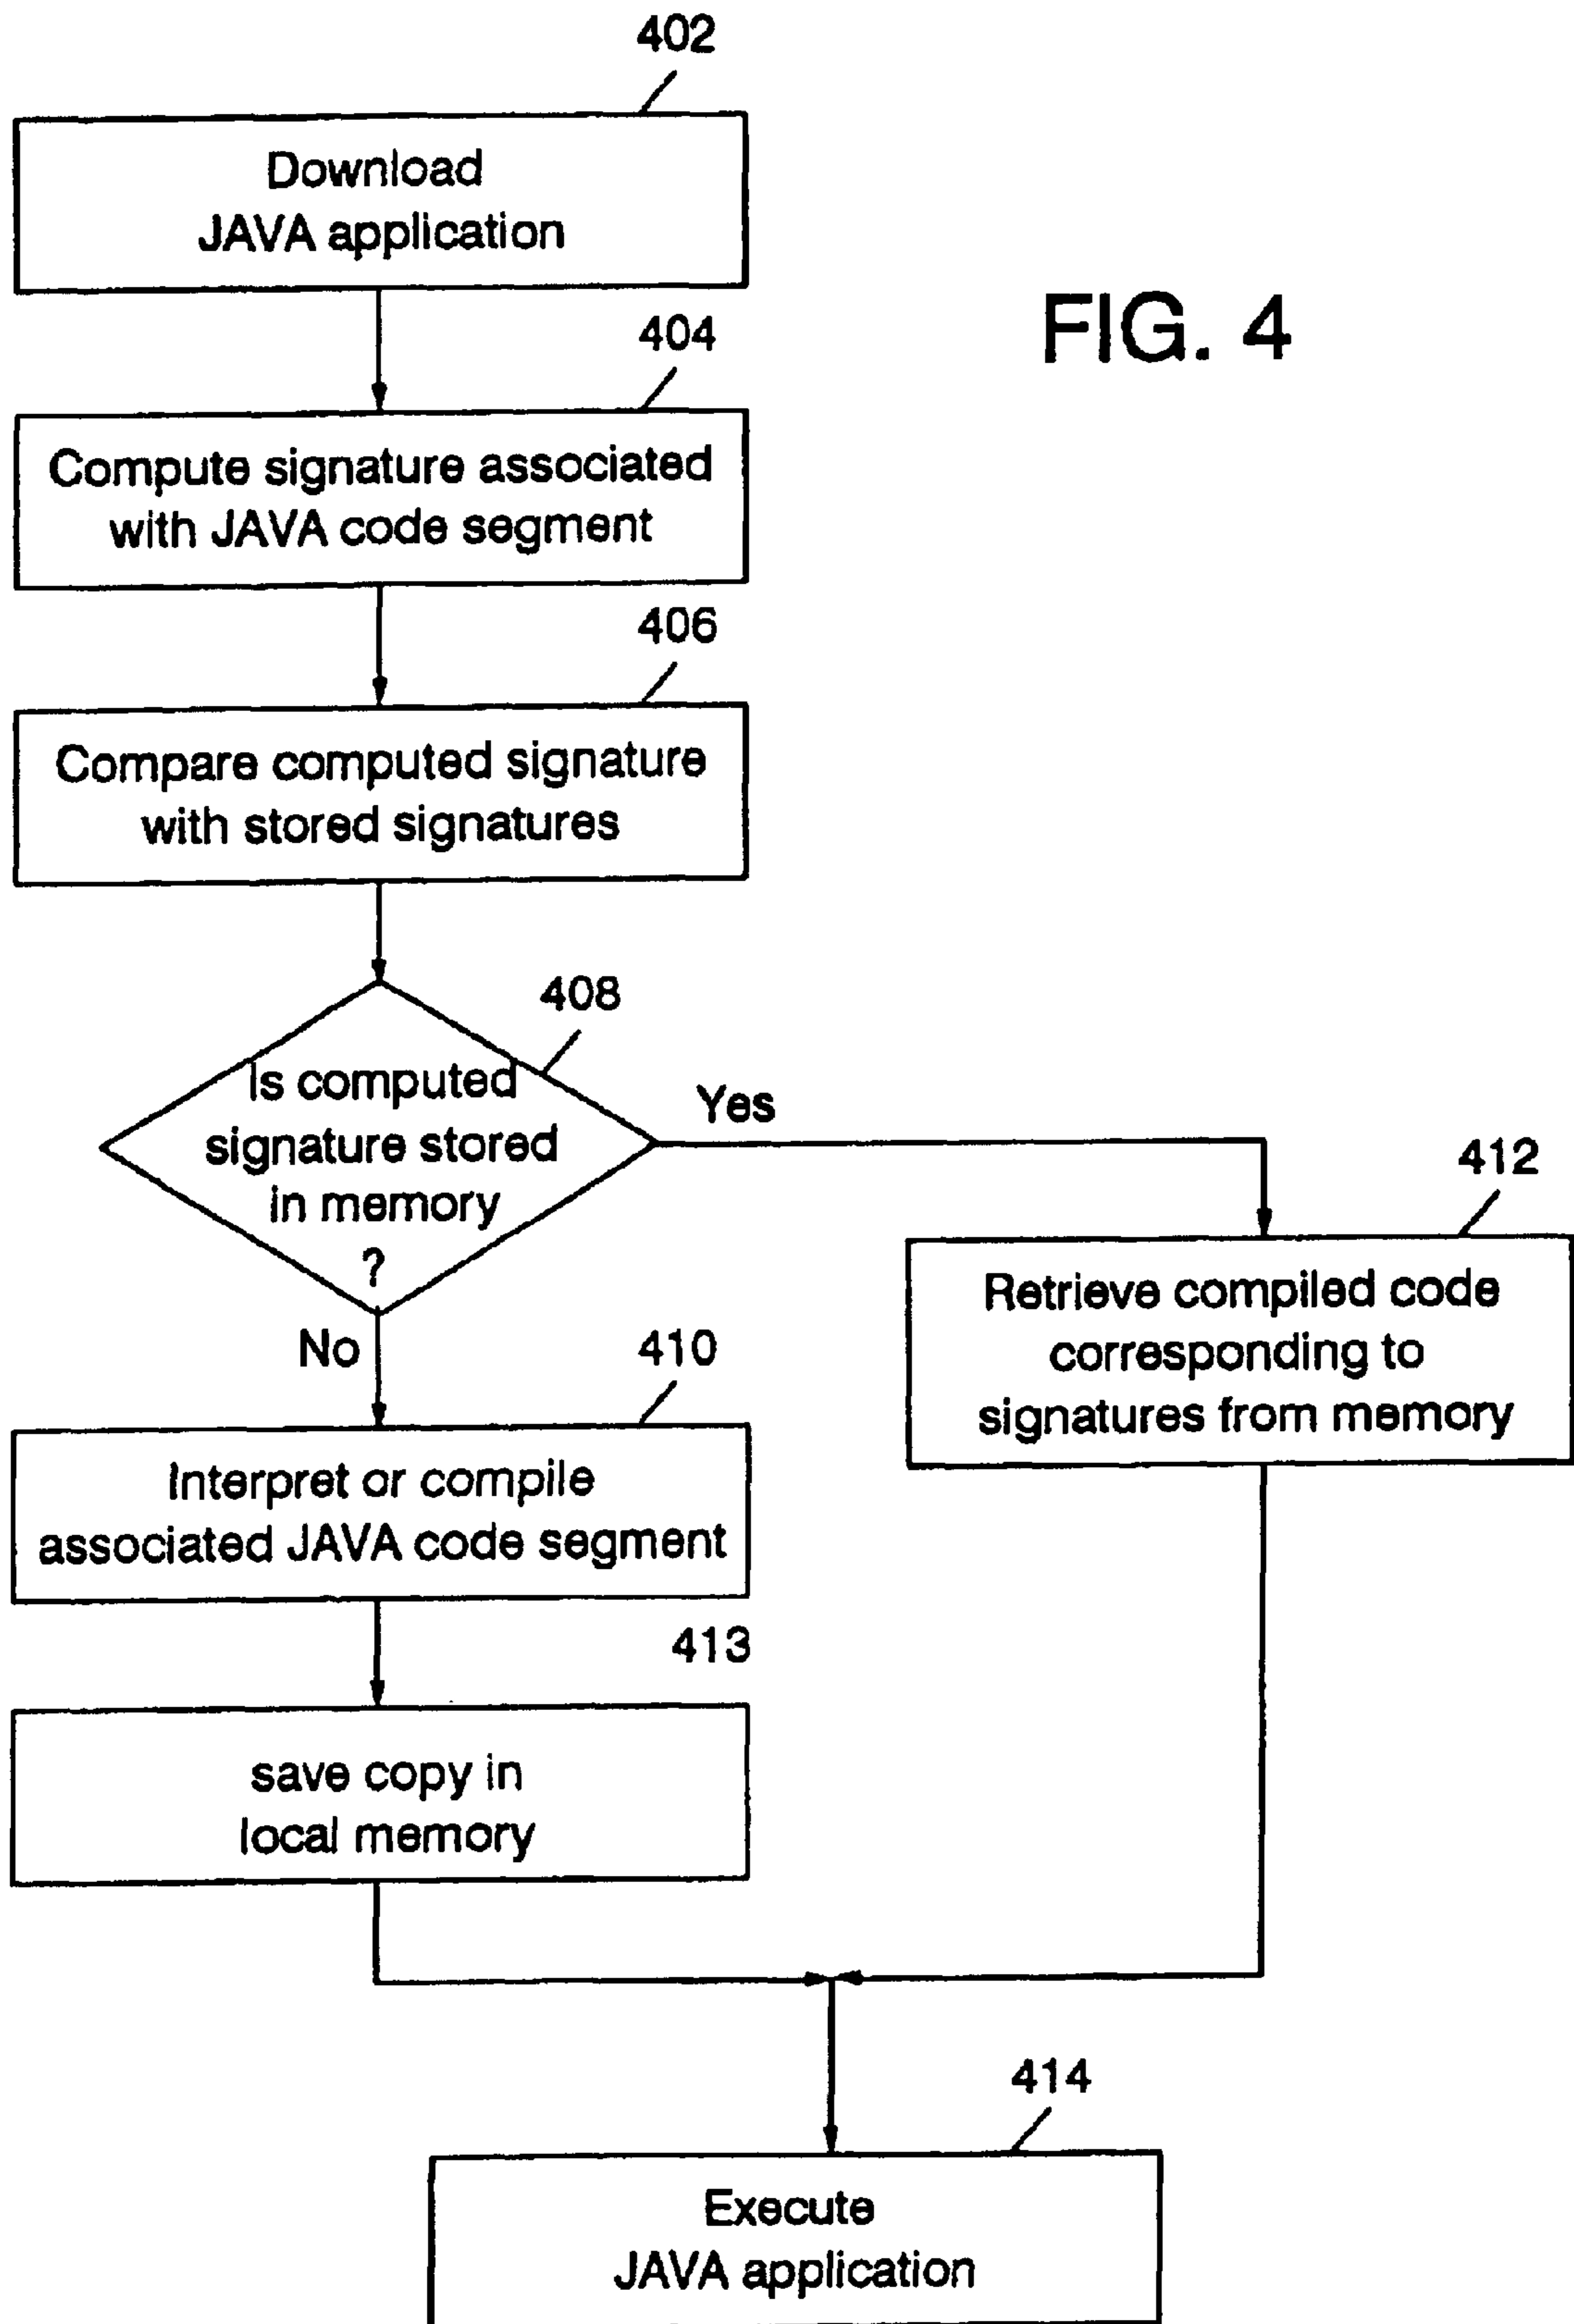 402
Download
JAVA application
FIG. 4
404
Compute signature associated
with JAVA code segment
406
Compare computed signature
with stored signatures
408
Is computed
signature stored
in memory
?
Yes
No
412
Retrieve compiled code
corresponding to
signatures from memory
410
Interpret or compile
associated JAVA code segment
413
save copy in
local memory
414
Execute
JAVA application